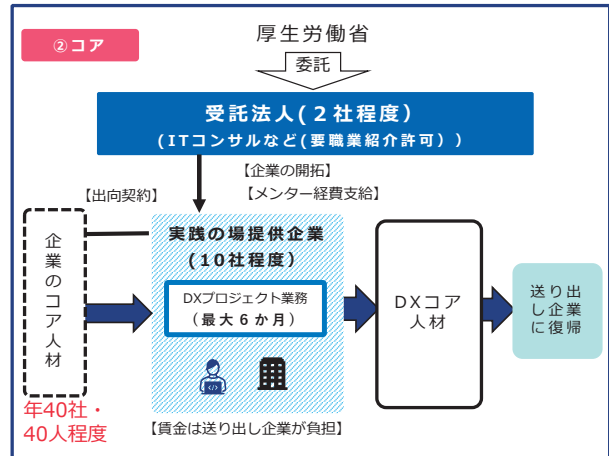 ②コア
厚生労働省
委託
受託法人(２社程度)
(ITコンサルなど(要職業紹介許可))
【企業の開拓】
【メンター経費支給】
【出向契約】
企業のコア人材
実践の場提供企業
(10社程度)
DXプロジェクト業務
(最大６か月)
DXコア
人材
送り出
し企業
に復帰
年40社・
40人程度
【賃金は送り出し企業が負担】